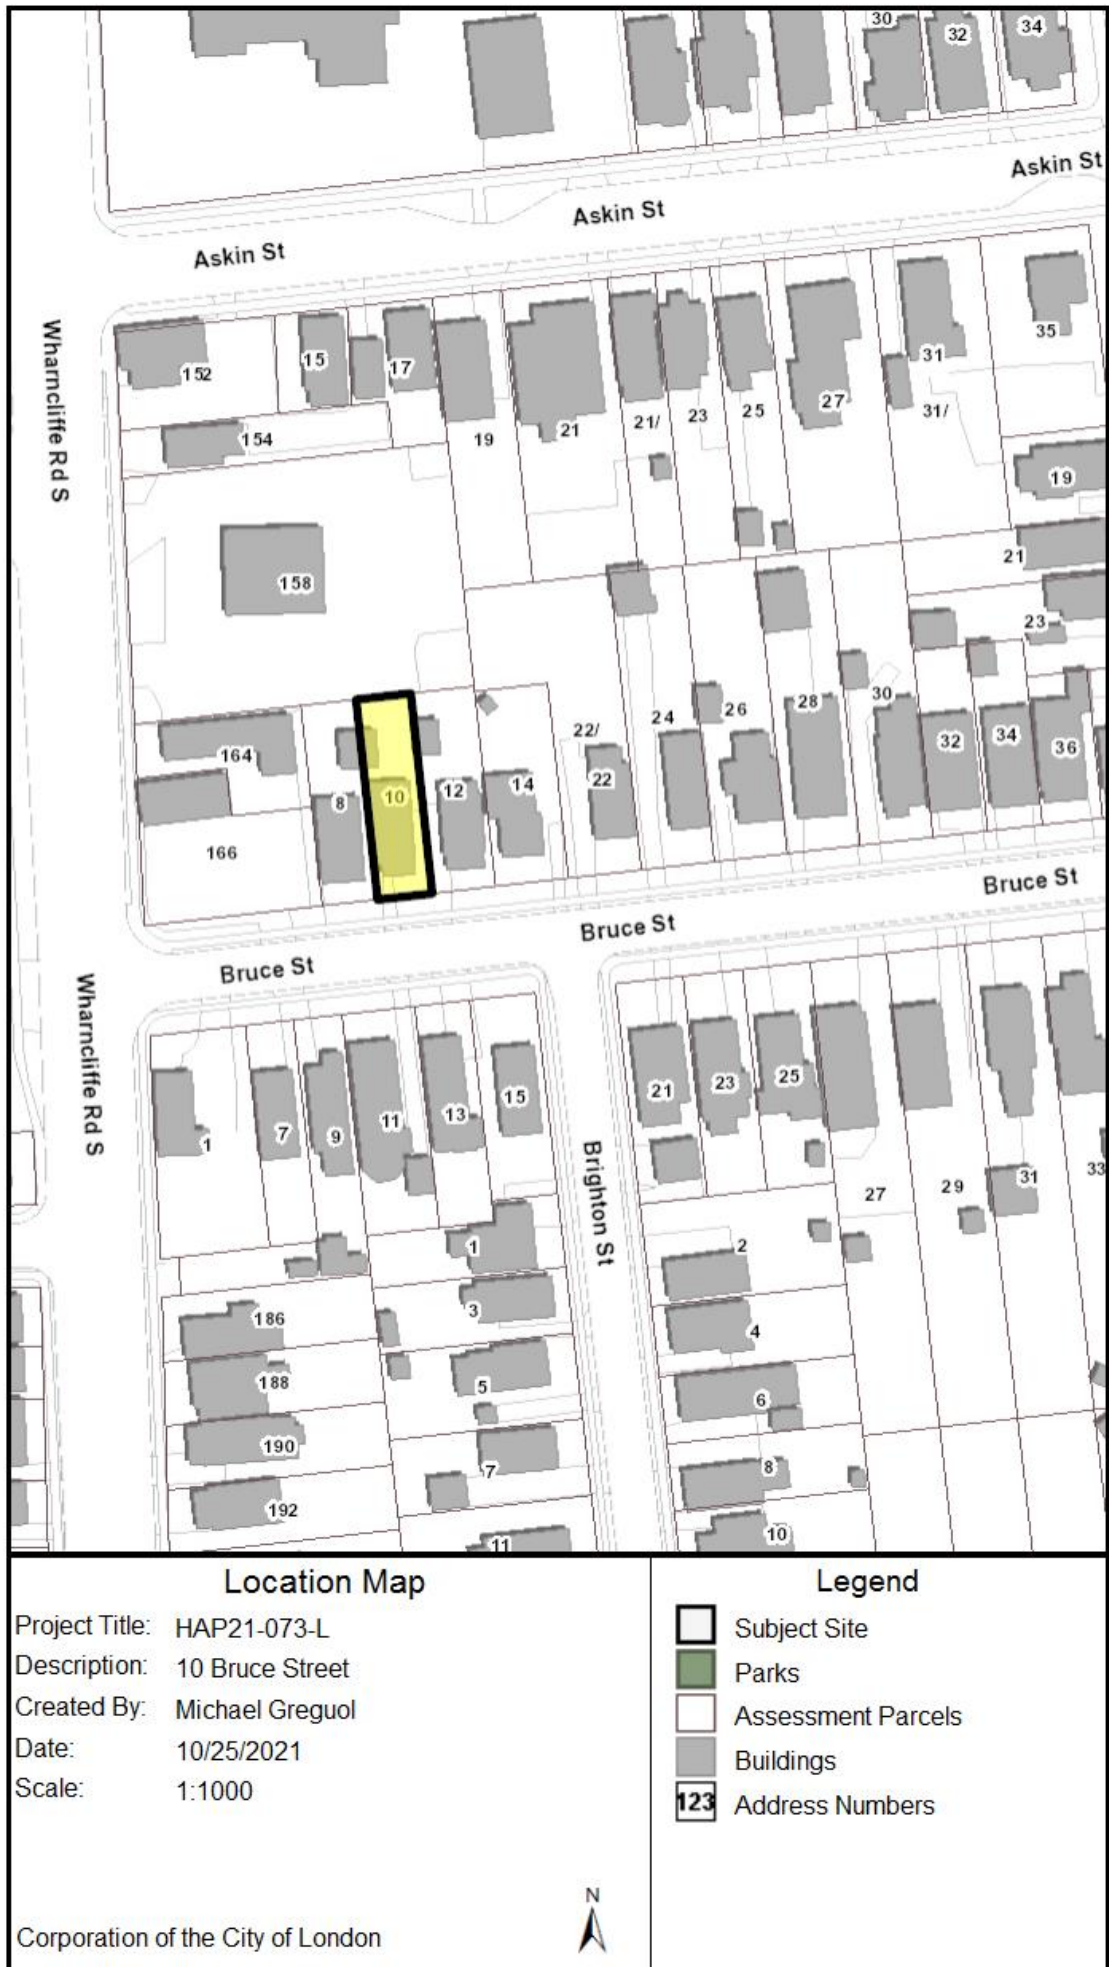 30
32
34
Askin St
Askin St
Askin St
Wharncliffe Rd S
152
15
17
19
21
21/
23
25
27
31
31/
35
154
19
158
21
23
164
8
10
12
14
22/
22
24
26
28
30
32
34
36
166
Bruce St
Bruce St
Bruce St
Wharncliffe Rd S
1
7
9
11
13
15
21
23
25
27
29
31
33
Brighton St
1
2
3
4
186
188
5
6
190
7
8
192
11
10
Location Map
Project Title: HAP21-073-L
Description: 10 Bruce Street
Created By: Michael Greguol
Date: 10/25/2021
Scale: 1:1000
Corporation of the City of London
N
Legend
Subject Site
Parks
Assessment Parcels
Buildings
123 Address Numbers